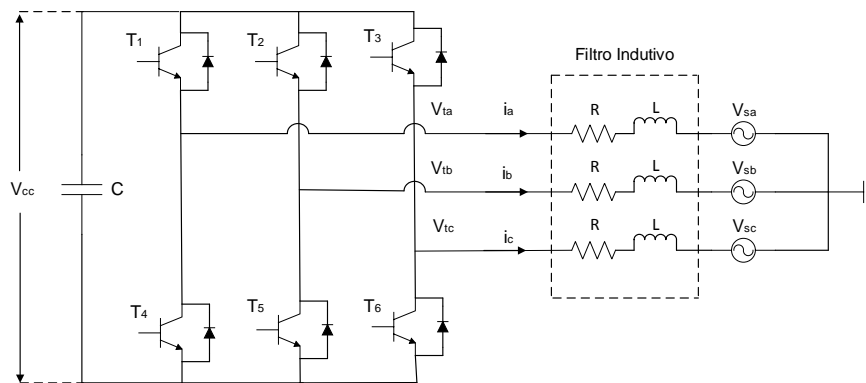 T1
T2
T3
Filtro Indutivo
Vta
ia
R
L
Vsa
Vcc
C
Vtb
ib
R
L
Vsb
Vtc
ic
R
L
Vsc
T4
T5
T6